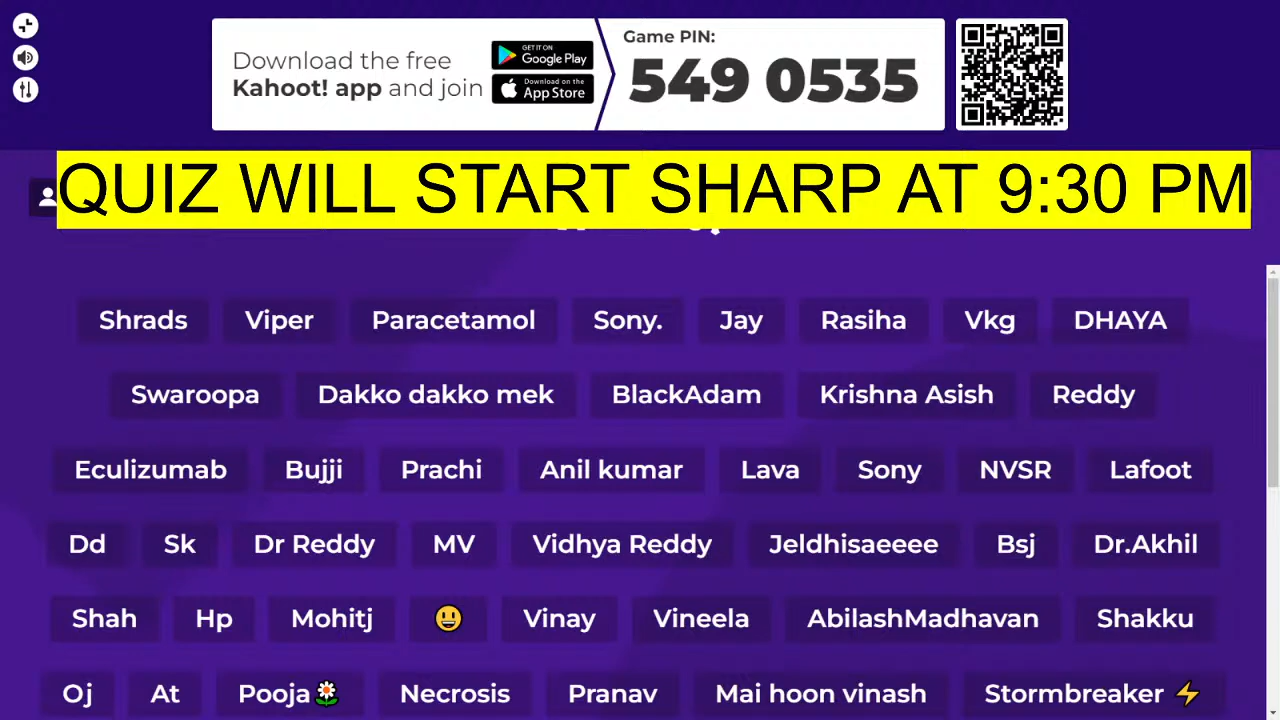 Download the free
Kahoot! app and join
GET IT ON
Google Play
Download on the
App Store
Game PIN:
549 0535
QUIZ WILL START SHARP AT 9:30 PM
Shrads Viper Paracetamol Sony. Jay Rasiha Vkg DHAYA
Swaroopa Dakko dakko mek BlackAdam Krishna Asish Reddy
Eculizumab Bujji Prachi Anil kumar Lava Sony NVSR Lafoot
Dd Sk Dr Reddy MV Vidhya Reddy Jeldhisaeeee Bsj Dr.Akhil
Shah Hp Mohitj 😃 Vinay Vineela AbilashMadhavan Shakku
Oj At Pooja🌼 Necrosis Pranav Mai hoon vinash Stormbreaker ⚡